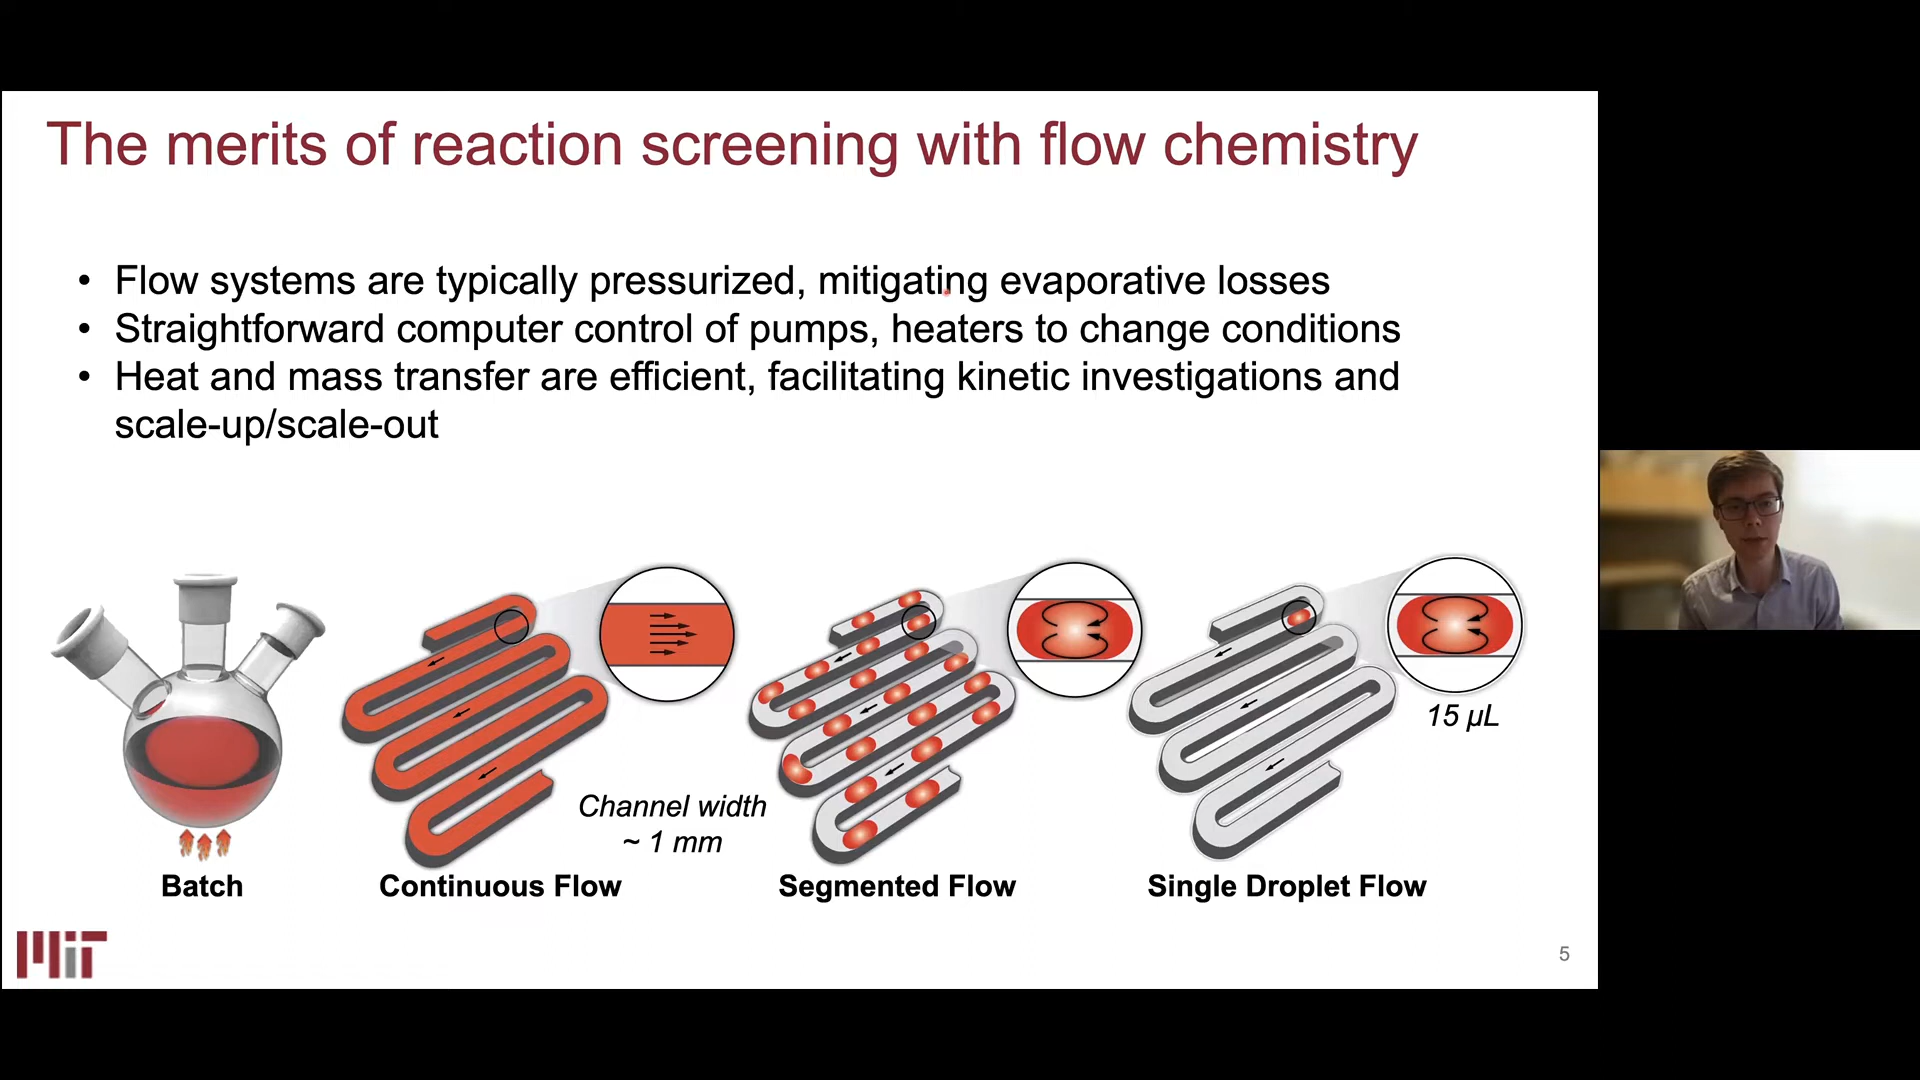 The merits of reaction screening with flow chemistry
• Flow systems are typically pressurized, mitigating evaporative losses
• Straightforward computer control of pumps, heaters to change conditions
• Heat and mass transfer are efficient, facilitating kinetic investigations and
scale-up/scale-out
15 µL
Channel width
~ 1 mm
Batch
Continuous Flow
Segmented Flow
Single Droplet Flow
MIT
5